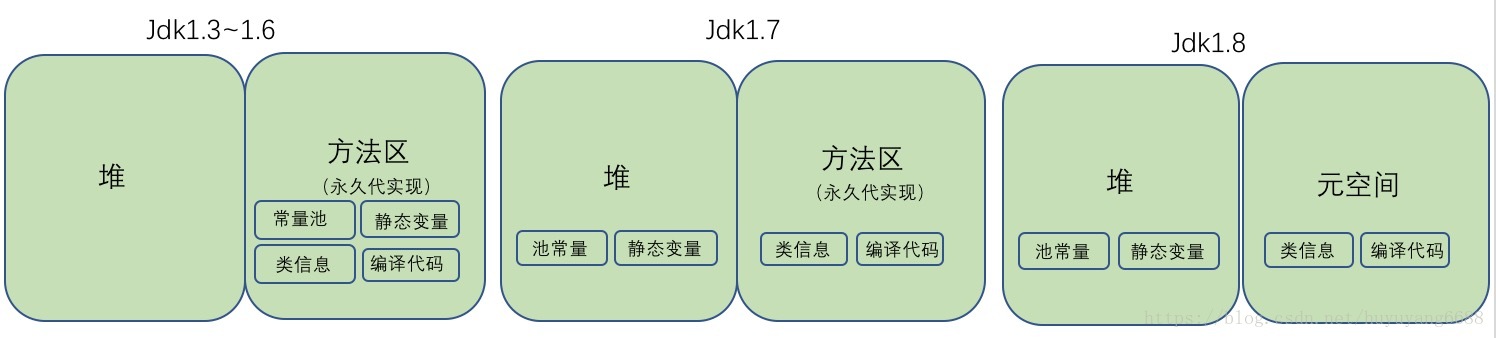 Jdk1.3~1.6
堆
方法区
（永久代实现）
常量池 静态变量
类信息 编译代码
Jdk1.7
堆
池常量 静态变量
方法区
（永久代实现）
类信息 编译代码
Jdk1.8
堆
池常量 静态变量
元空间
类信息 编译代码
https://blog.csdn.net/buyuyang6688